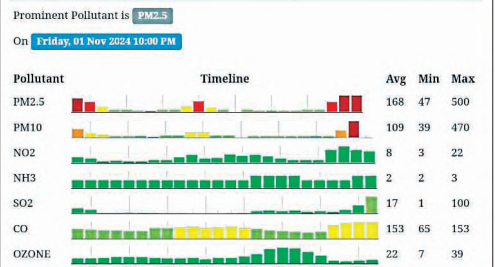 Prominent Pollutant is PM2.5
On Friday, 01 Nov 2024 10:00 PM
Pollutant Timeline Avg Min Max
PM2.5 168 47 500
PM10 109 39 470
NO2 8 3 22
NH3 2 2 3
SO2 17 1 100
CO 153 65 153
OZONE 22 7 39